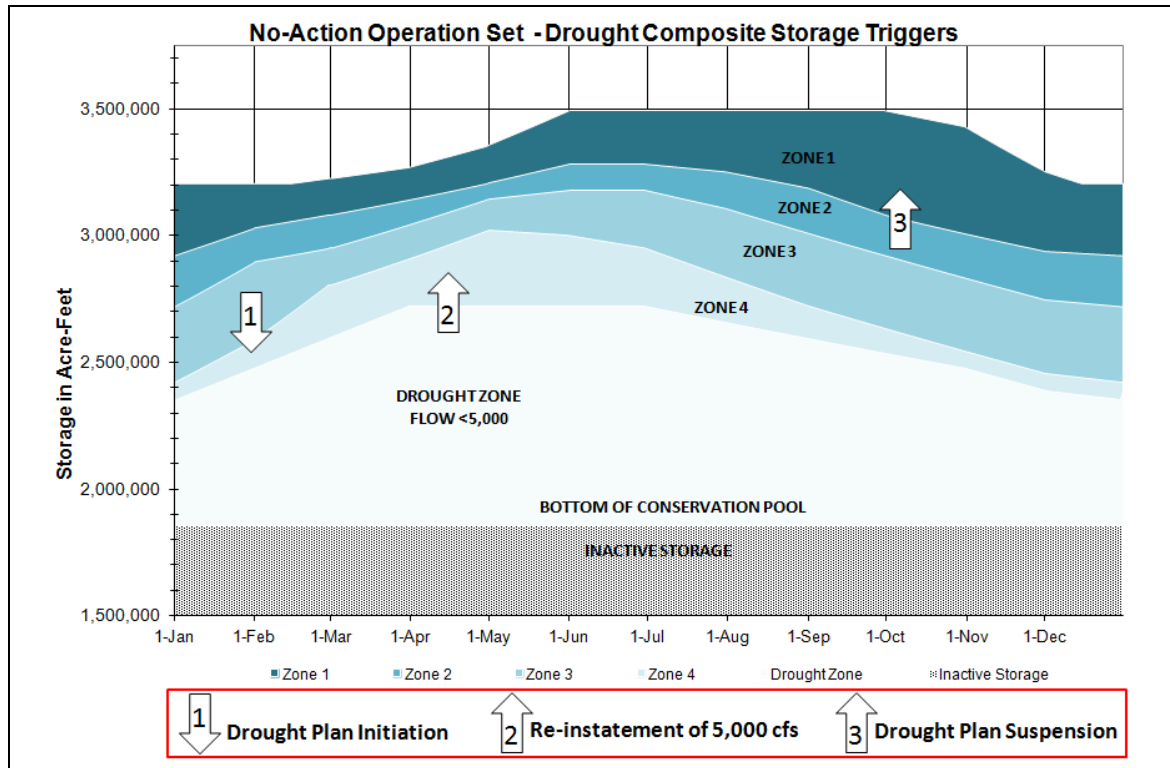 No-Action Operation Set - Drought Composite Storage Triggers
Storage in Acre-Feet
3,500,000
3,000,000
2,500,000
2,000,000
1,500,000
ZONE 1
ZONE 2
3
ZONE 3
1
2
ZONE 4
DROUGHT ZONE
FLOW <5,000
BOTTOM OF CONSERVATION POOL
INACTIVE STORAGE
1-Jan 1-Feb 1-Mar 1-Apr 1-May 1-Jun 1-Jul 1-Aug 1-Sep 1-Oct 1-Nov 1-Dec
Zone 1 Zone 2 Zone 3 Zone 4 Drought Zone Inactive Storage
1 Drought Plan Initiation 2 Re-instatement of 5,000 cfs 3 Drought Plan Suspension